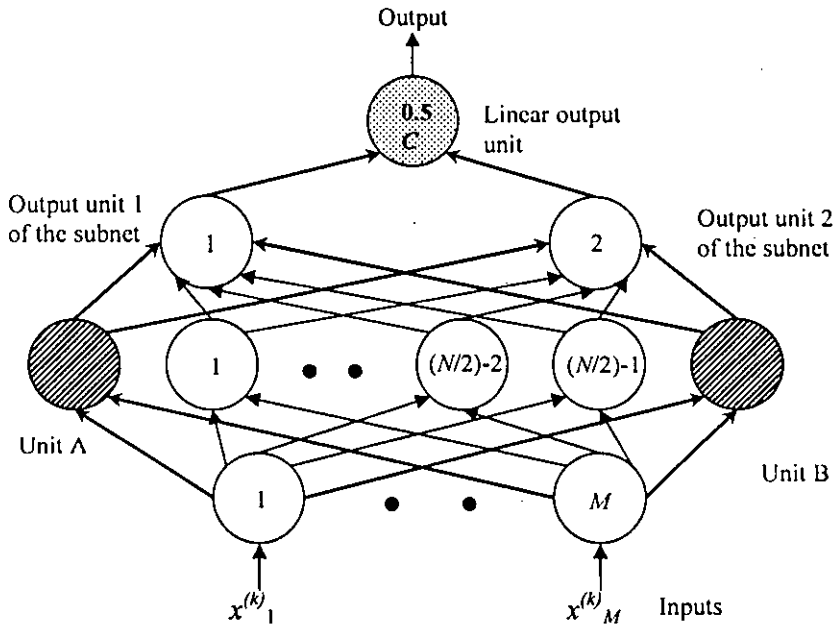 Output
0.5
C
Linear output
unit
Output unit 1
of the subnet
1
2
Output unit 2
of the subnet
1
(N/2)-2
(N/2)-1
Unit A
Unit B
1
M
x^(k)_1
x^(k)_M
Inputs